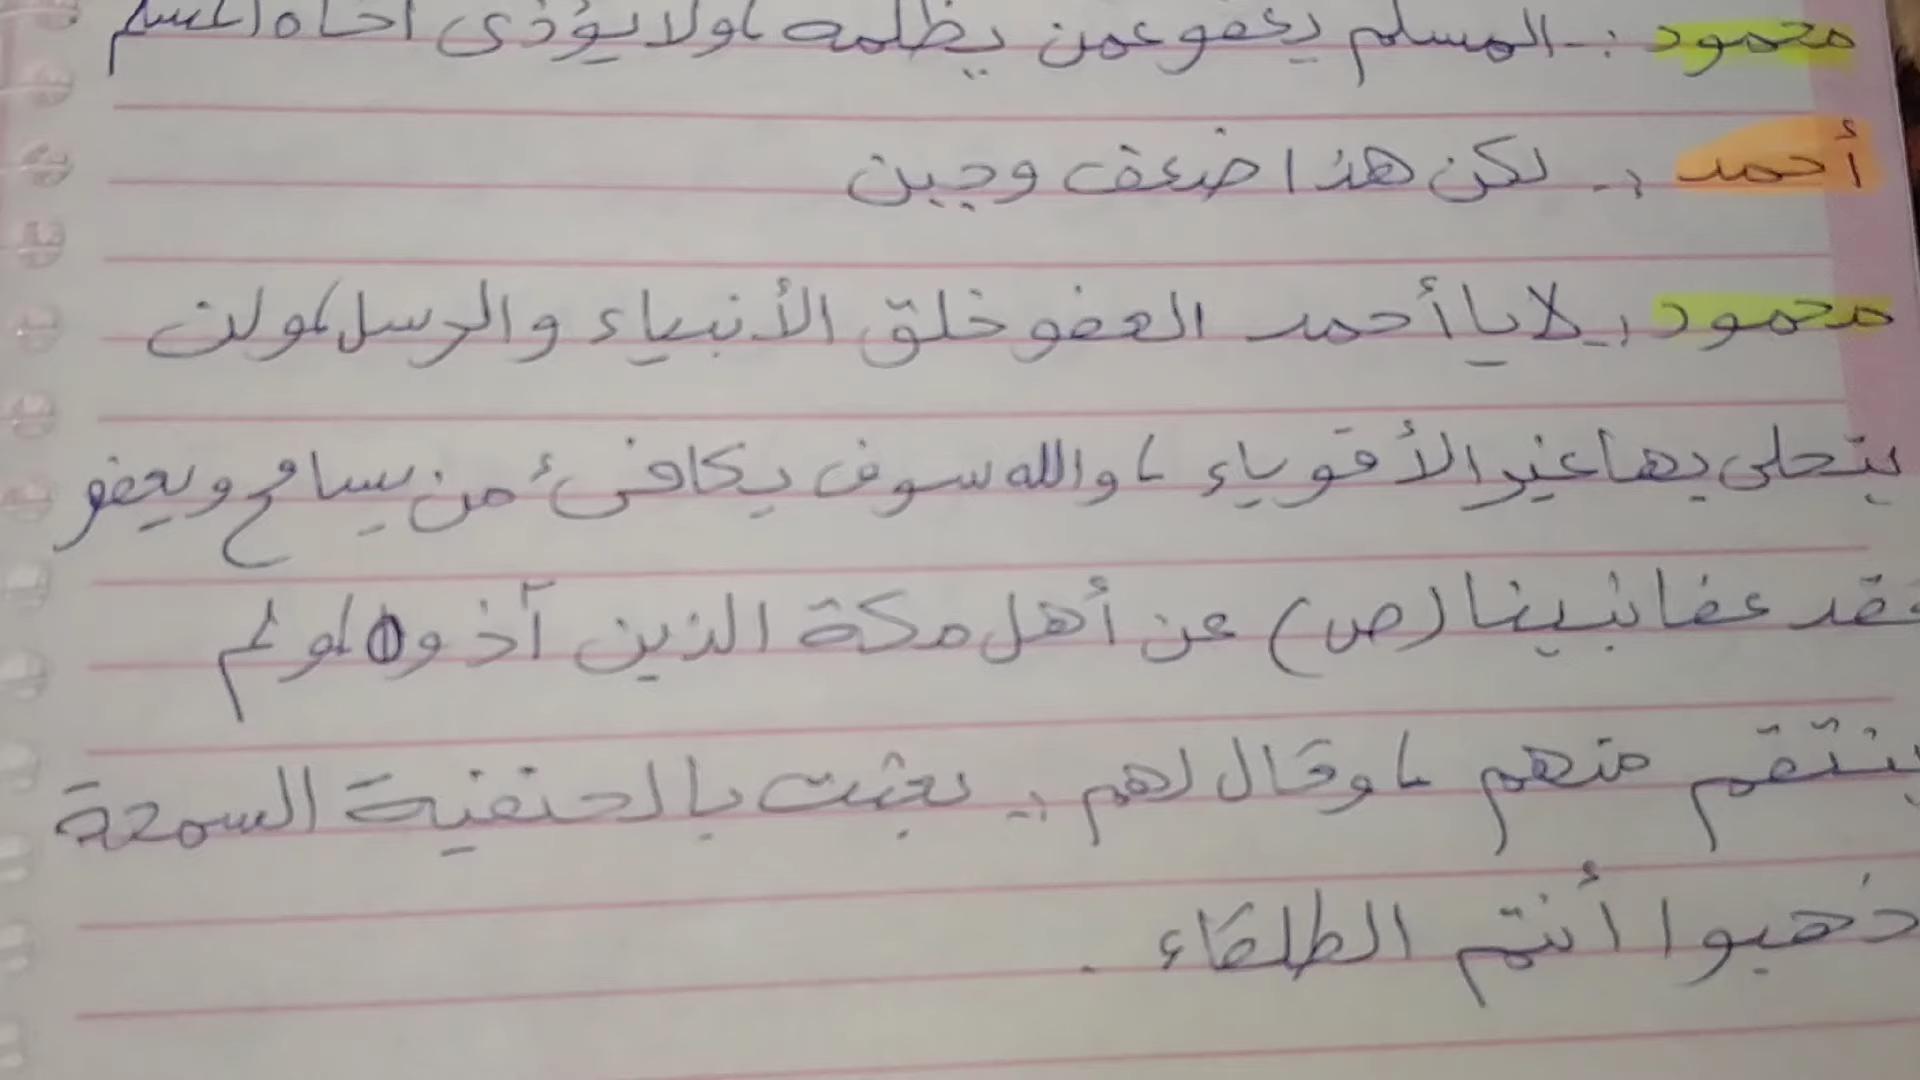 محمود :- المسلم يعفو عمن يظلمه ، ولا يؤذى أخاه المسلم
أحمد :- لكن هذا ضعف وجبن
محمود :- لا يا أحمد العفو خلق الأنبياء والرسل ، ولن
يتحلى بها غير الأقوياء ، والله سوف يكافئ من يسامح ويعفو
فقد عفا نبينا (ص) عن أهل مكة الذين آذوه ، ولم
ينتقم منهم ، وقال لهم :- بعثت بالحنفية السمحة
ذهبوا أنتم الطلقاء .